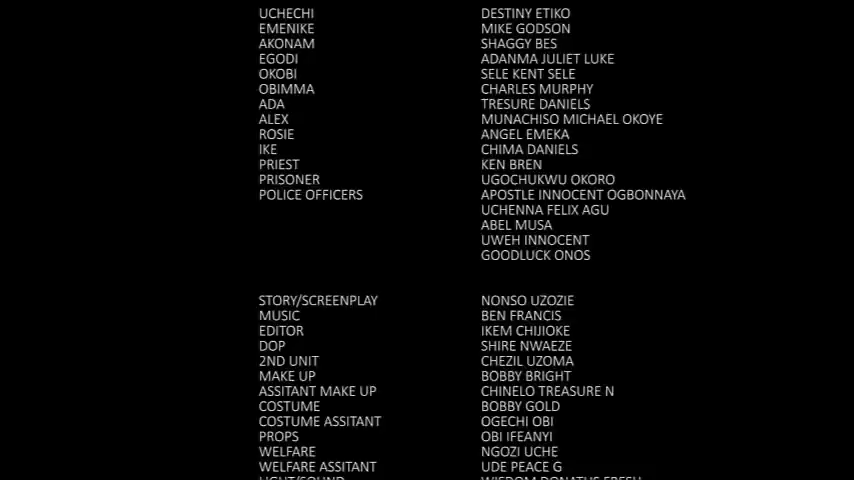 UCHECHI DESTINY ETIKO
EMENIKE MIKE GODSON
AKONAM SHAGGY BES
EGODI ADANMA JULIET LUKE
OKOBI SELE KENT SELE
OBIMMA CHARLES MURPHY
ADA TRESURE DANIELS
ALEX MUNACHISO MICHAEL OKOYE
ROSIE ANGEL EMEKA
IKE CHIMA DANIELS
PRIEST KEN BREN
PRISONER UGOCHUKWU OKORO
POLICE OFFICERS APOSTLE INNOCENT OGBONNAYA
UCHENNA FELIX AGU
ABEL MUSA
UWEH INNOCENT
GOODLUCK ONOS
STORY/SCREENPLAY NONSO UZOZIE
MUSIC BEN FRANCIS
EDITOR IKEM CHIJIOKE
DOP SHIRE NWAEZE
2ND UNIT CHEZIL UZOMA
MAKE UP BOBBY BRIGHT
ASSITANT MAKE UP CHINELO TREASURE N
COSTUME BOBBY GOLD
COSTUME ASSITANT OGECHI OBI
PROPS OBI IFEANYI
WELFARE NGOZI UCHE
WELFARE ASSITANT UDE PEACE G
LIGHT/SOUND WISDOM DONATUS FRESH